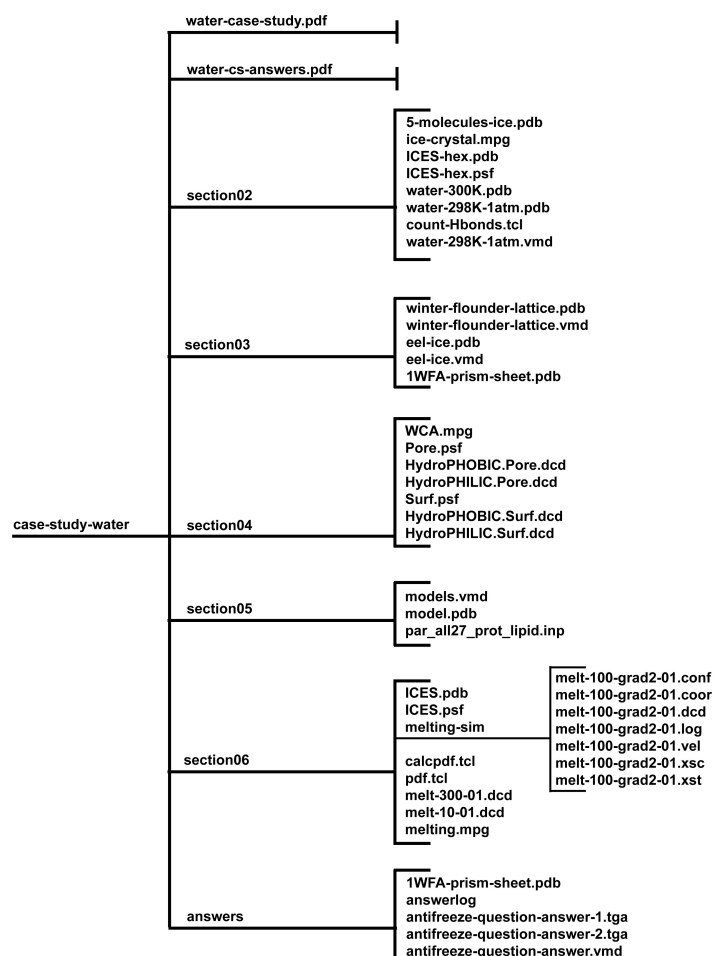 water-case-study.pdf
water-cs-answers.pdf
section02
5-molecules-ice.pdb
ice-crystal.mpg
ICES-hex.pdb
ICES-hex.psf
water-300K.pdb
water-298K-1atm.pdb
count-Hbonds.tcl
water-298K-1atm.vmd
section03
winter-flounder-lattice.pdb
winter-flounder-lattice.vmd
eel-ice.pdb
eel-ice.vmd
1WFA-prism-sheet.pdb
case-study-water
section04
WCA.mpg
Pore.psf
HydroPHOBIC.Pore.dcd
HydroPHILIC.Pore.dcd
Surf.psf
HydroPHOBIC.Surf.dcd
HydroPHILIC.Surf.dcd
section05
models.vmd
model.pdb
par_all27_prot_lipid.inp
section06
ICES.pdb
ICES.psf
melting-sim
melt-100-grad2-01.conf
melt-100-grad2-01.coor
melt-100-grad2-01.dcd
melt-100-grad2-01.log
melt-100-grad2-01.vel
melt-100-grad2-01.xsc
melt-100-grad2-01.xst
calcpdf.tcl
pdf.tcl
melt-300-01.dcd
melt-10-01.dcd
melting.mpg
answers
1WFA-prism-sheet.pdb
answerlog
antifreeze-question-answer-1.tga
antifreeze-question-answer-2.tga
antifreeze-question-answer.vmd